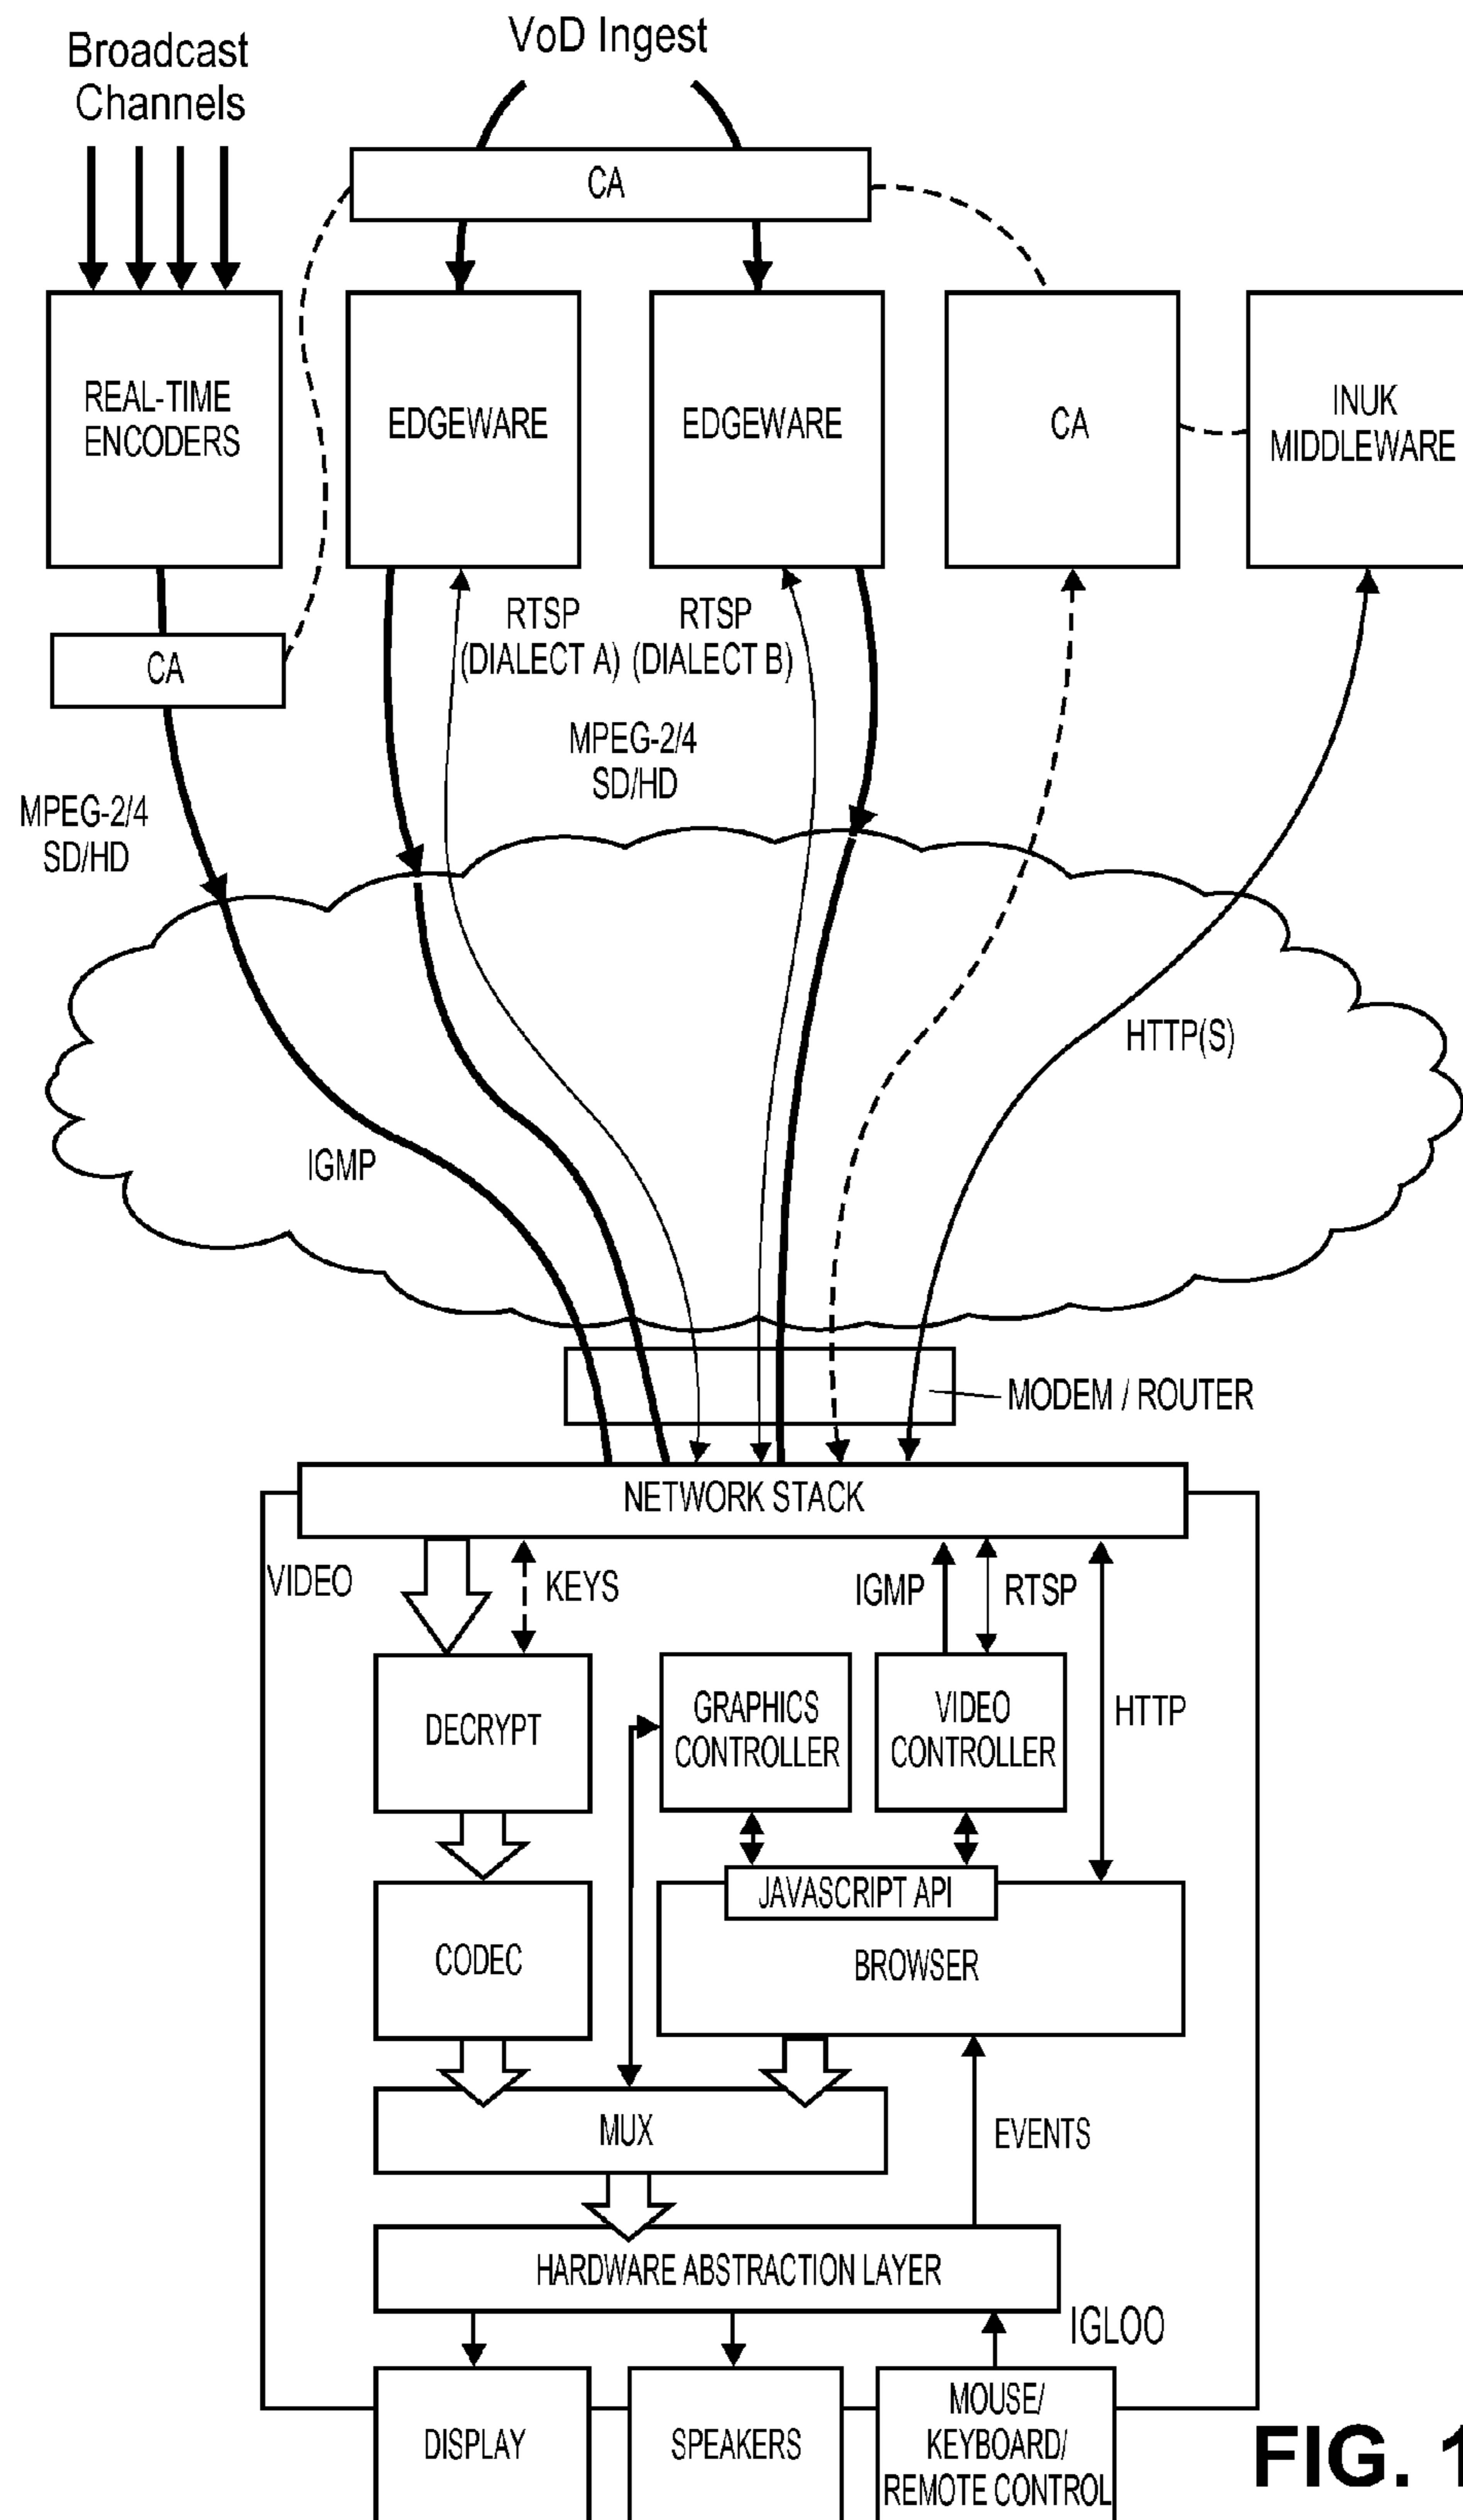 Broadcast
Channels
VoD Ingest
CA
REAL-TIME
ENCODERS
EDGEWARE
EDGEWARE
CA
INUK
MIDDLEWARE
RTSP
(DIALECT A)
RTSP
(DIALECT B)
CA
MPEG-2/4
SD/HD
MPEG-2/4
SD/HD
HTTP(S)
IGMP
MODEM / ROUTER
NETWORK STACK
VIDEO
KEYS
IGMP
RTSP
DECRYPT
GRAPHICS
CONTROLLER
VIDEO
CONTROLLER
HTTP
JAVASCRIPT API
CODEC
BROWSER
MUX
EVENTS
HARDWARE ABSTRACTION LAYER
IGLOO
DISPLAY
SPEAKERS
MOUSE/
KEYBOARD/
REMOTE CONTROL
FIG. 1